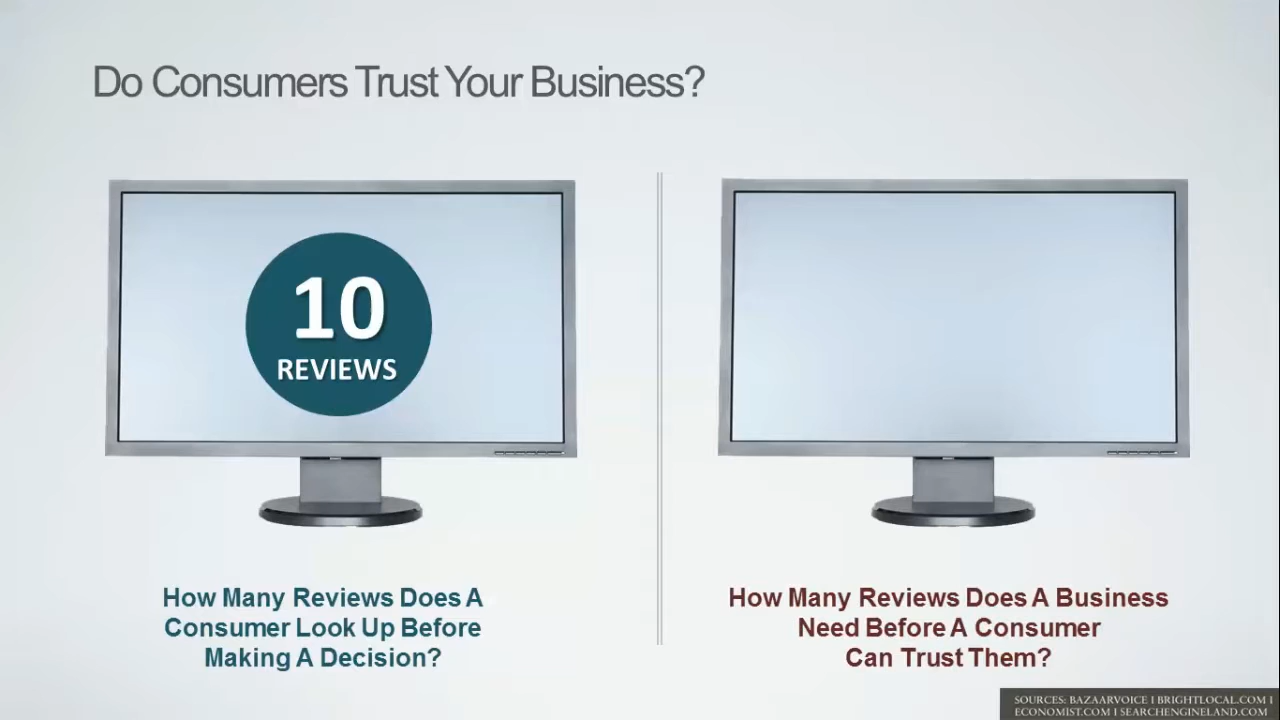 Do Consumers Trust Your Business?
10
REVIEWS
How Many Reviews Does A
Consumer Look Up Before
Making A Decision?
How Many Reviews Does A Business
Need Before A Consumer
Can Trust Them?
SOURCES: BAZAARVOICE | BRIGHTLOCAL.COM |
ECONOMIST.COM | SEARCHENGINELAND.COM